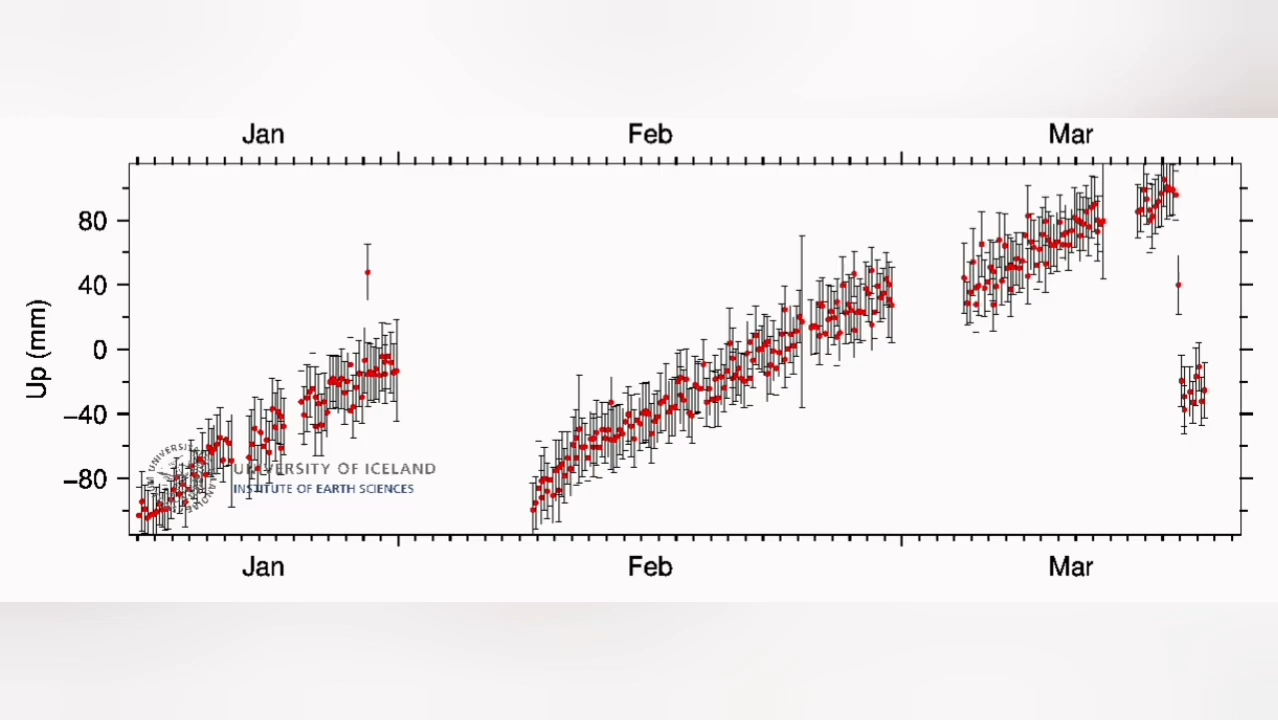 Jan Feb Mar
80
40
0
−40
−80
Up (mm)
UNIVERSITY OF ICELAND
INSTITUTE OF EARTH SCIENCES
Jan Feb Mar